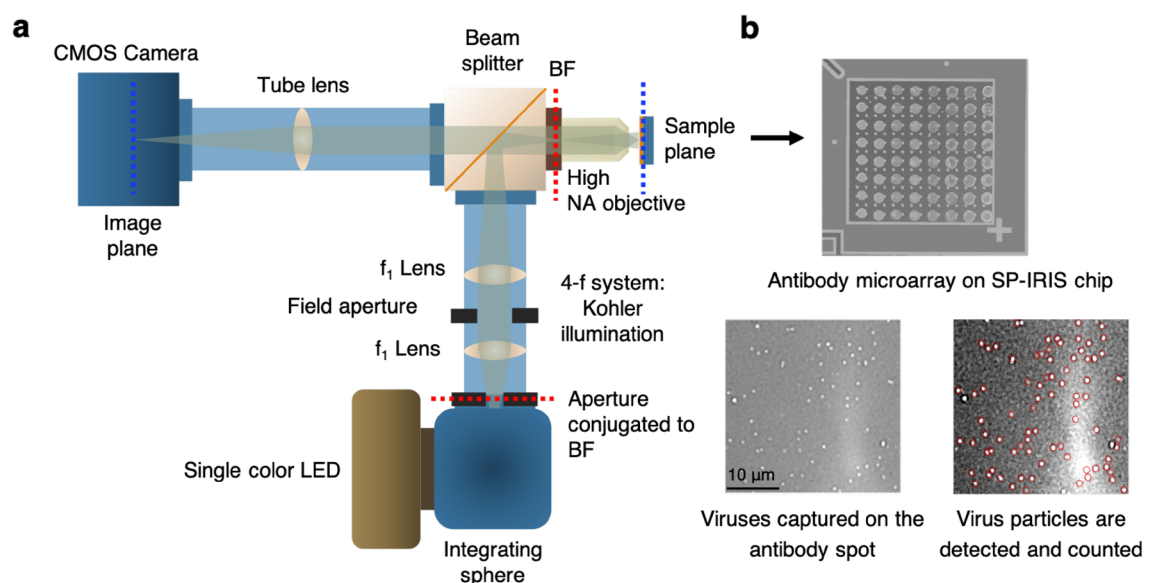 a
CMOS Camera
Tube lens
Beam
splitter
BF
Sample
plane
High
NA objective
Image
plane
f₁ Lens
Field aperture
4-f system:
Kohler
illumination
f₁ Lens
Aperture
conjugated to
BF
Single color LED
Integrating
sphere
b
Antibody microarray on SP-IRIS chip
10 µm
Viruses captured on the
antibody spot
Virus particles are
detected and counted